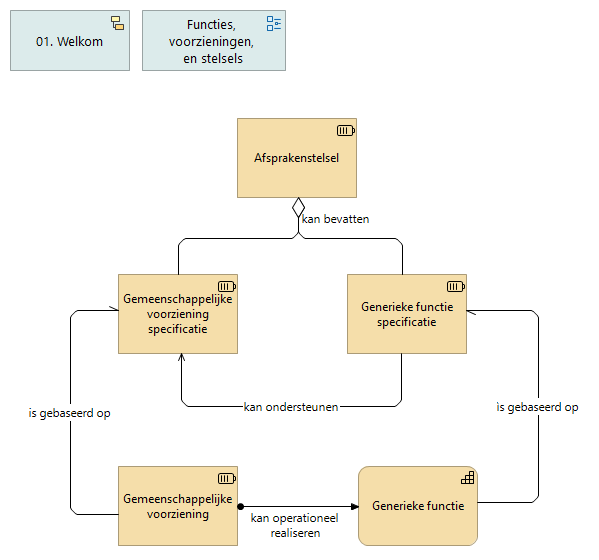 01. Welkom
Functies,
voorzieningen,
en stelsels
Afsprakenstelsel
kan bevatten
Gemeenschappelijke
voorziening
specificatie
Generieke functie
specificatie
is gebaseerd op
kan ondersteunen
is gebaseerd op
Gemeenschappelijke
voorziening
kan operationeel
realiseren
Generieke functie